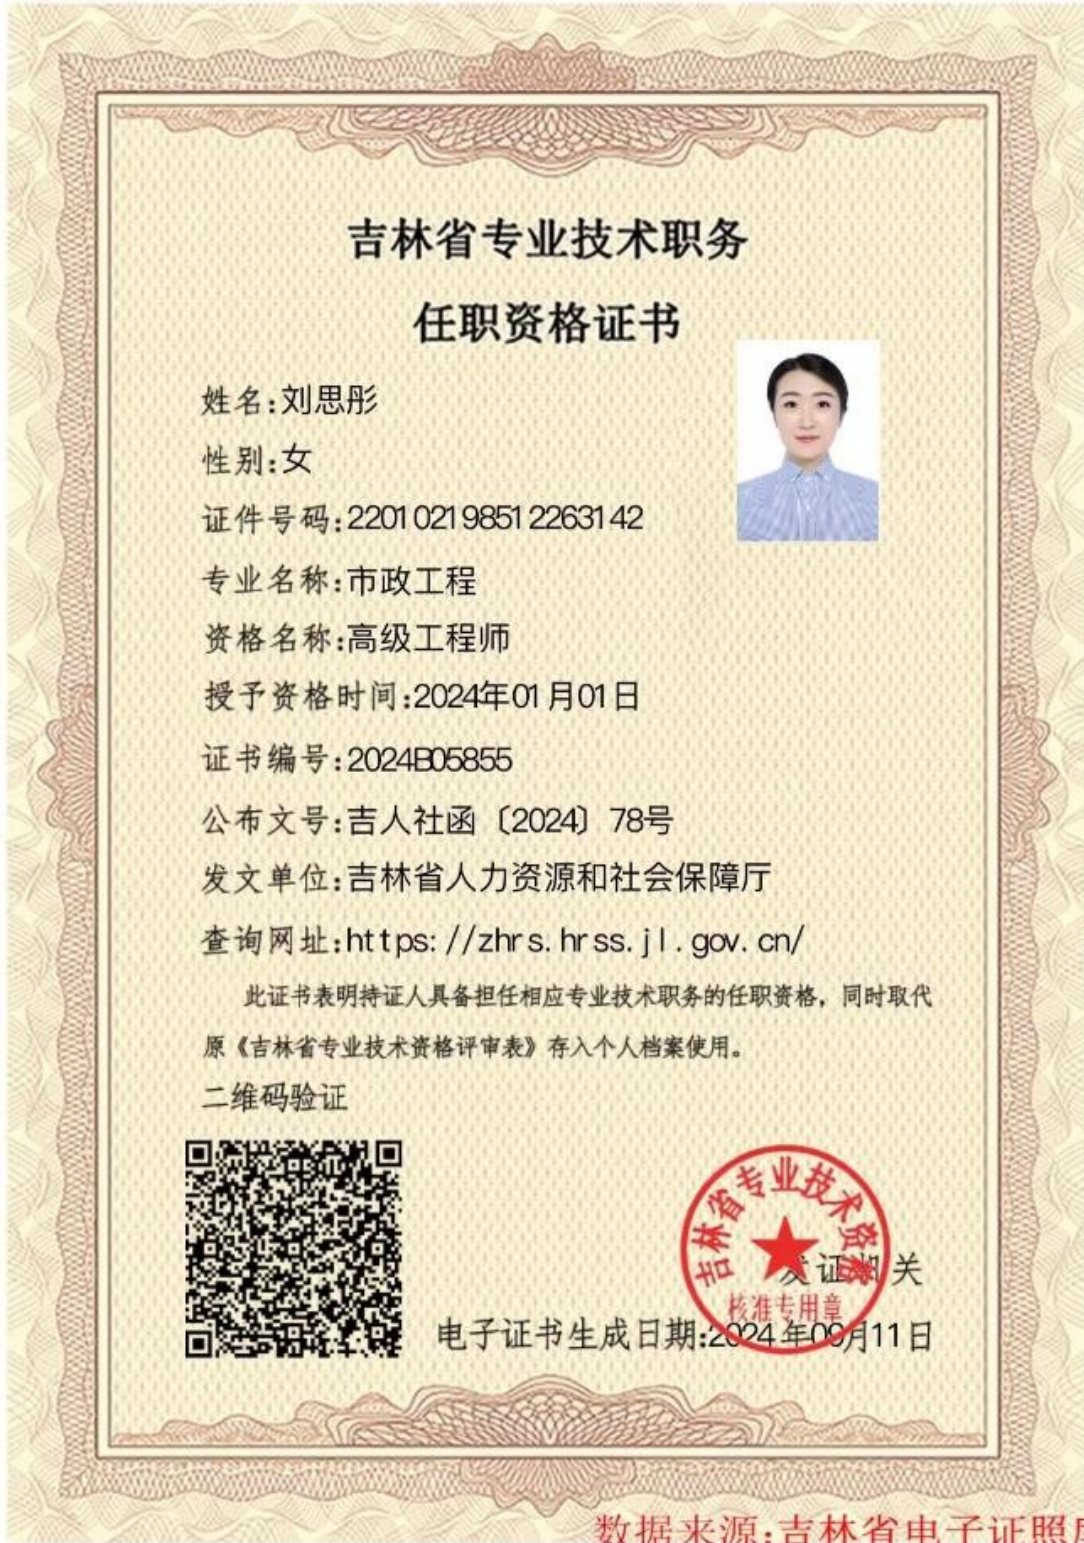 吉林省专业技术职务
任职资格证书
姓名:刘思彤
性别:女
证件号码:220102198512263142
专业名称:市政工程
资格名称:高级工程师
授予资格时间:2024年01月01日
证书编号:2024B05855
公布文号:吉人社函〔2024〕78号
发文单位:吉林省人力资源和社会保障厅
查询网址:https://zhrs.hrss.jl.gov.cn/
此证书表明持证人具备担任相应专业技术职务的任职资格，同时取代
原《吉林省专业技术资格评审表》存入个人档案使用。
二维码验证
吉林省专业技术资格
核准专用章
发证机关
电子证书生成日期:2024年09月11日
数据来源:吉林省电子证照库